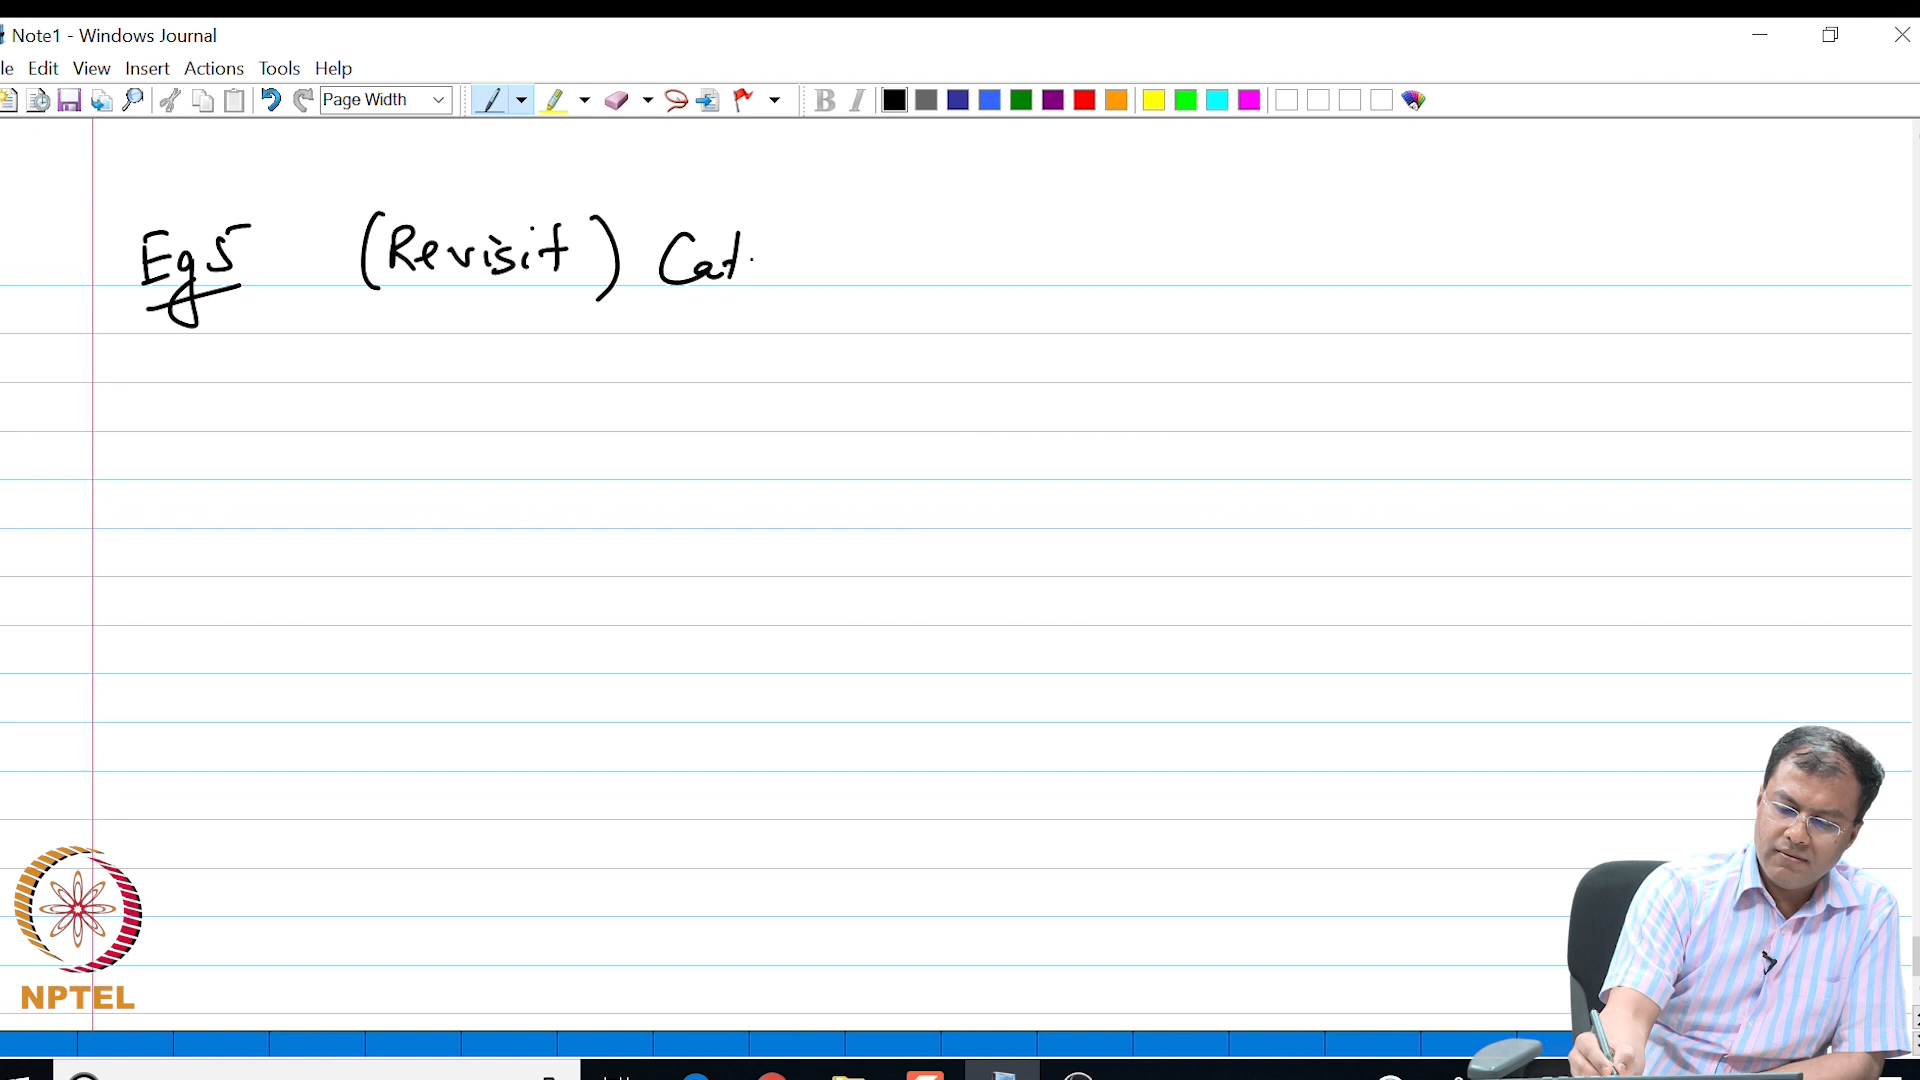 Note1 - Windows Journal
le Edit View Insert Actions Tools Help
Page Width B I
Eg 5 (Revisit) Cat
NPTEL